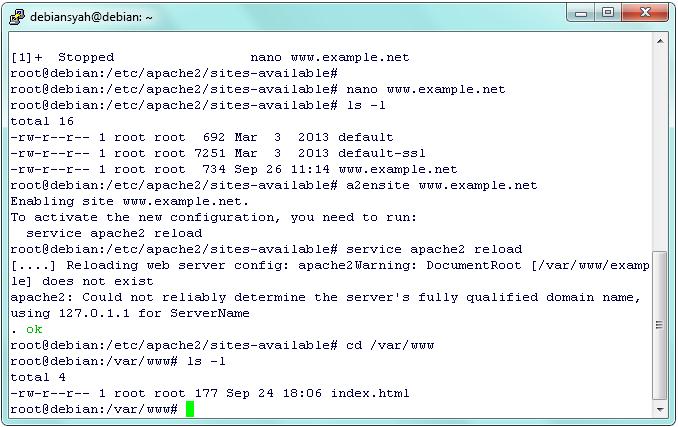 debiansyah@debian: ~
[1]+  Stopped                 nano www.example.net
root@debian:/etc/apache2/sites-available#
root@debian:/etc/apache2/sites-available# nano www.example.net
root@debian:/etc/apache2/sites-available# ls -l
total 16
-rw-r--r-- 1 root root  692 Mar  3  2013 default
-rw-r--r-- 1 root root 7251 Mar  3  2013 default-ssl
-rw-r--r-- 1 root root  734 Sep 26 11:14 www.example.net
root@debian:/etc/apache2/sites-available# a2ensite www.example.net
Enabling site www.example.net.
To activate the new configuration, you need to run:
  service apache2 reload
root@debian:/etc/apache2/sites-available# service apache2 reload
[....] Reloading web server config: apache2Warning: DocumentRoot [/var/www/examp
le] does not exist
apache2: Could not reliably determine the server's fully qualified domain name,
using 127.0.1.1 for ServerName
. ok
root@debian:/etc/apache2/sites-available# cd /var/www
root@debian:/var/www# ls -l
total 4
-rw-r--r-- 1 root root 177 Sep 24 18:06 index.html
root@debian:/var/www#